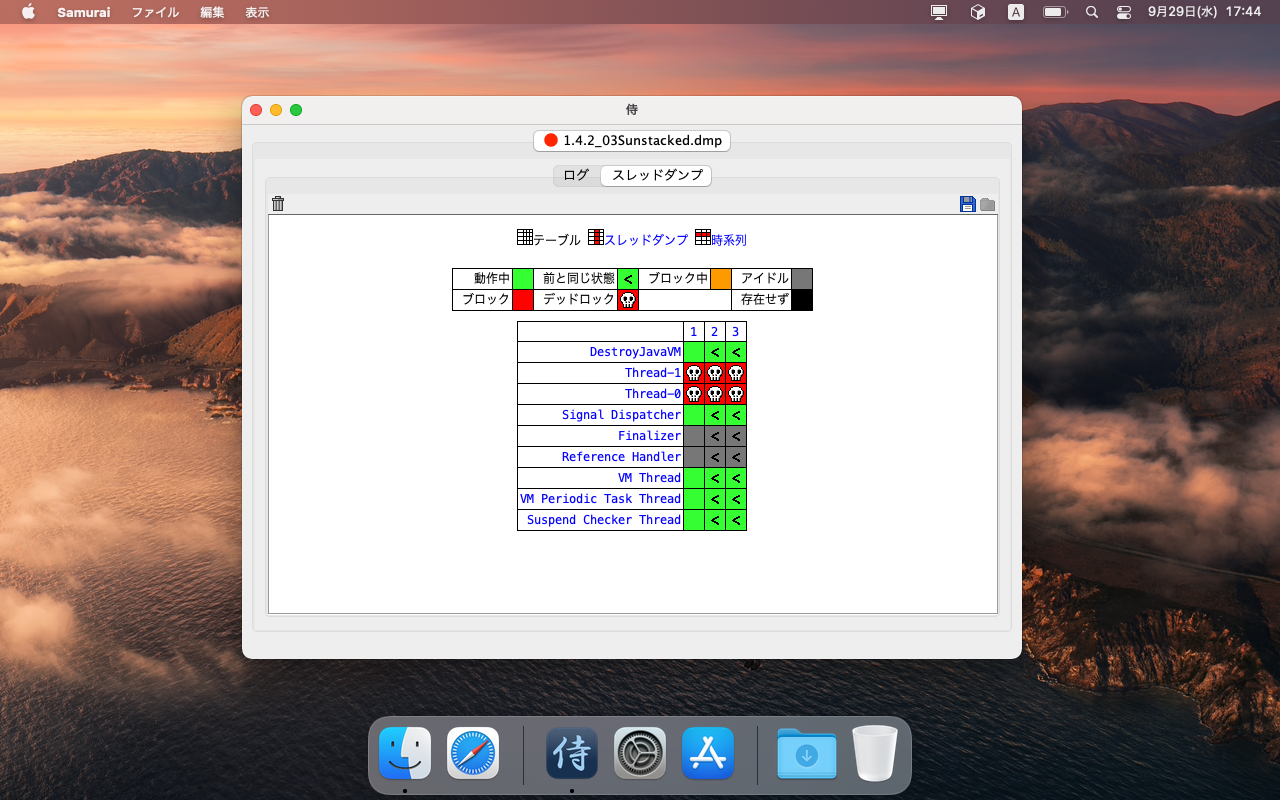 Samurai ファイル 編集 表示 A 9月29日(水) 17:44
侍
1.4.2_03Sunstacked.dmp
ログ スレッドダンプ
テーブル スレッドダンプ 時系列
動作中 前と同じ状態 < ブロック中 アイドル
ブロック デッドロック 存在せず
1 2 3
DestroyJavaVM < <
Thread-1
Thread-0
Signal Dispatcher < <
Finalizer < <
Reference Handler < <
VM Thread < <
VM Periodic Task Thread < <
Suspend Checker Thread < <
侍